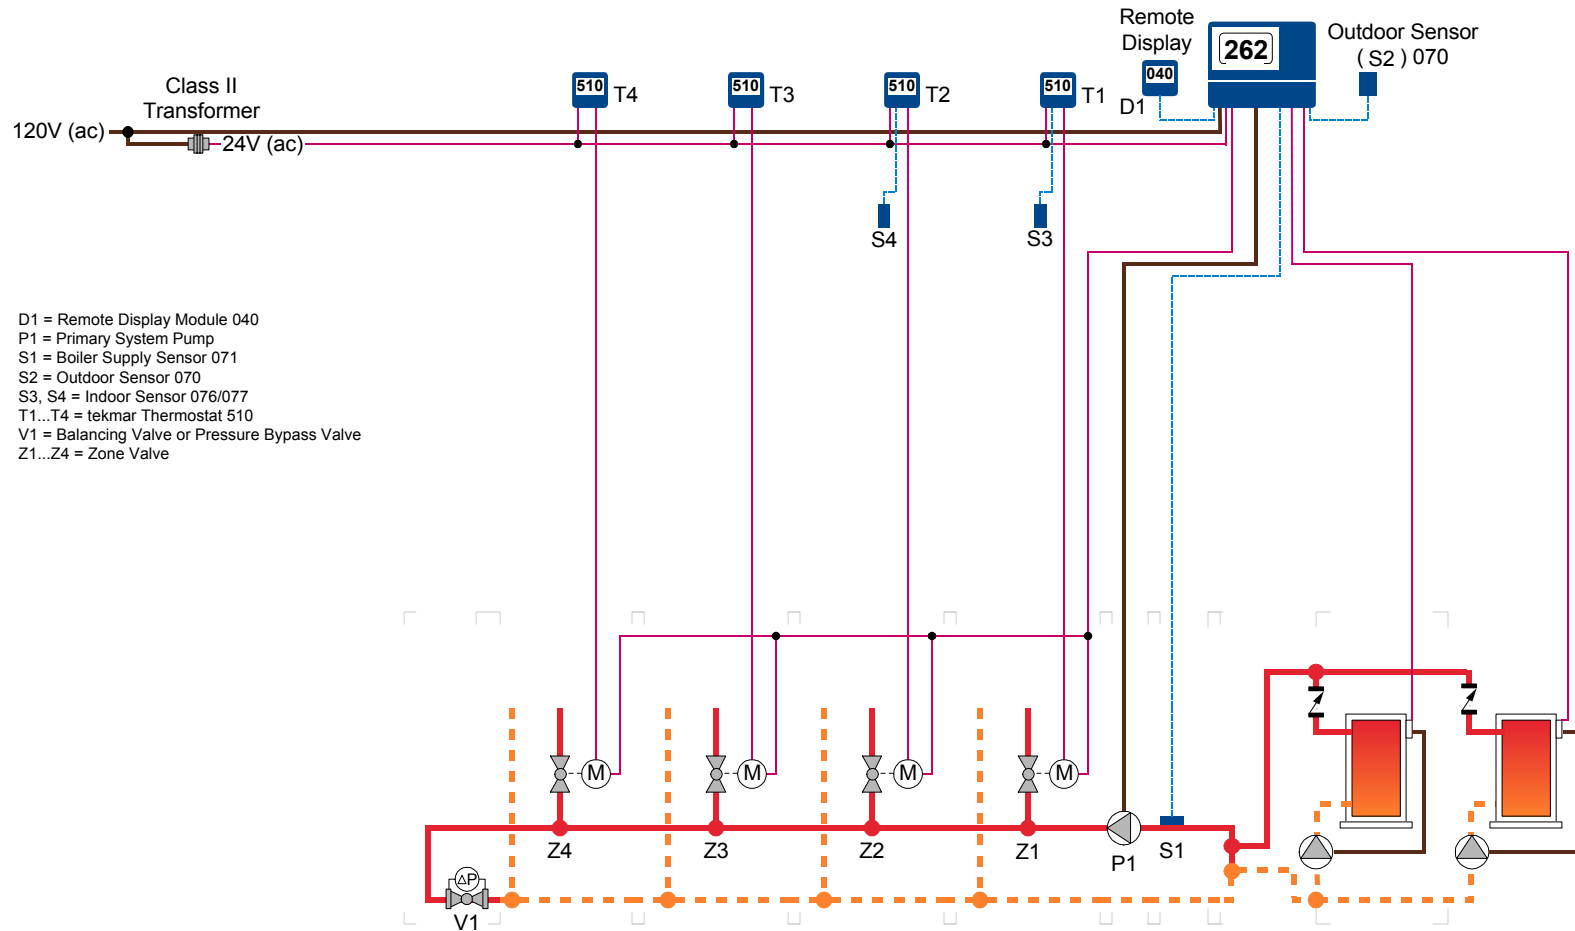 Remote
Display
262
Outdoor Sensor
( S2 ) 070
040
D1
Class II
Transformer
510 T4
510 T3
510 T2
510 T1
120V (ac)
24V (ac)
S4
S3
D1 = Remote Display Module 040
P1 = Primary System Pump
S1 = Boiler Supply Sensor 071
S2 = Outdoor Sensor 070
S3, S4 = Indoor Sensor 076/077
T1...T4 = tekmar Thermostat 510
V1 = Balancing Valve or Pressure Bypass Valve
Z1...Z4 = Zone Valve
M
M
M
M
Z4
Z3
Z2
Z1
P1
S1
ΔP
V1